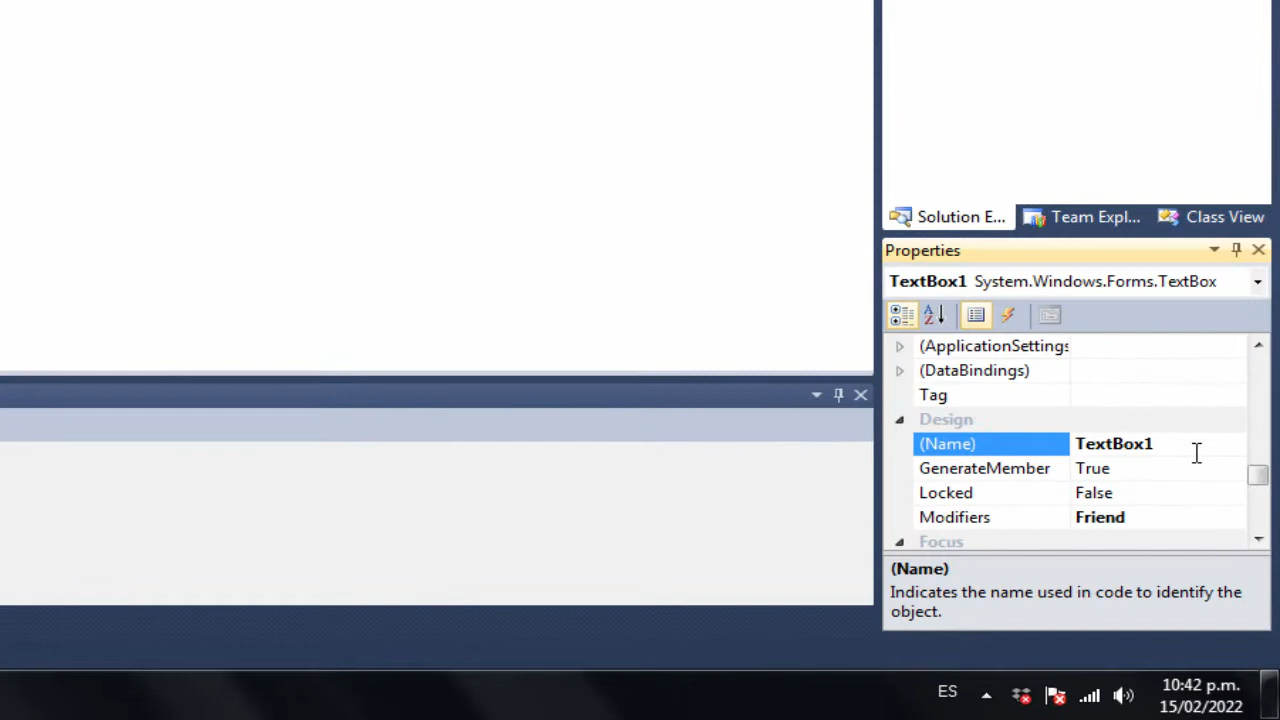 Solution E...
Team Expl...
Class View
Properties
TextBox1 System.Windows.Forms.TextBox
(ApplicationSettings
(DataBindings)
Tag
Design
(Name) TextBox1
GenerateMember True
Locked False
Modifiers Friend
Focus
(Name)
Indicates the name used in code to identify the
object.
ES
10:42 p.m.
15/02/2022